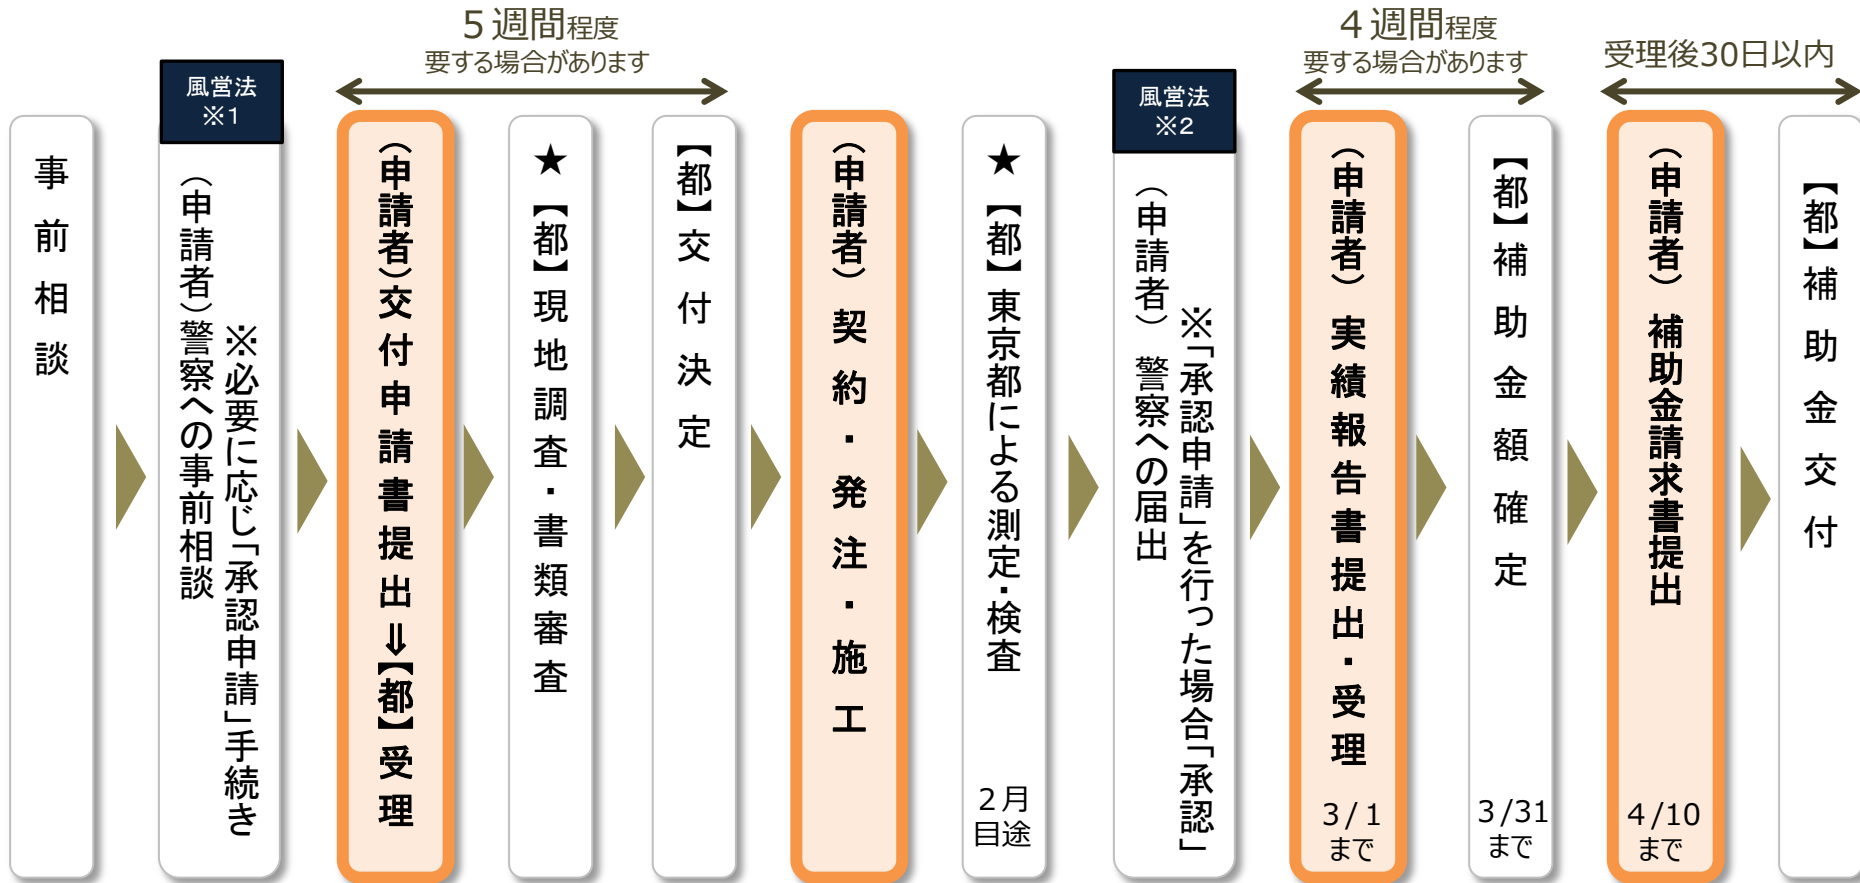 5週間程度
要する場合があります
4週間程度
要する場合があります
受理後30日以内
事前相談
風営法
※1
※必要に応じ「承認申請」手続き
（申請者）警察への事前相談
（申請者）交付申請書提出⇒【都】受理
★【都】現地調査・書類審査
【都】交付決定
（申請者）契約・発注・施工
★【都】東京都による測定・検査
2月
目途
風営法
※2
※「承認申請」を行った場合「承認」
（申請者）警察への届出
（申請者）実績報告書提出・受理
3/1
まで
【都】補助金額確定
3/31
まで
（申請者）補助金請求書提出
4/10
まで
【都】補助金交付